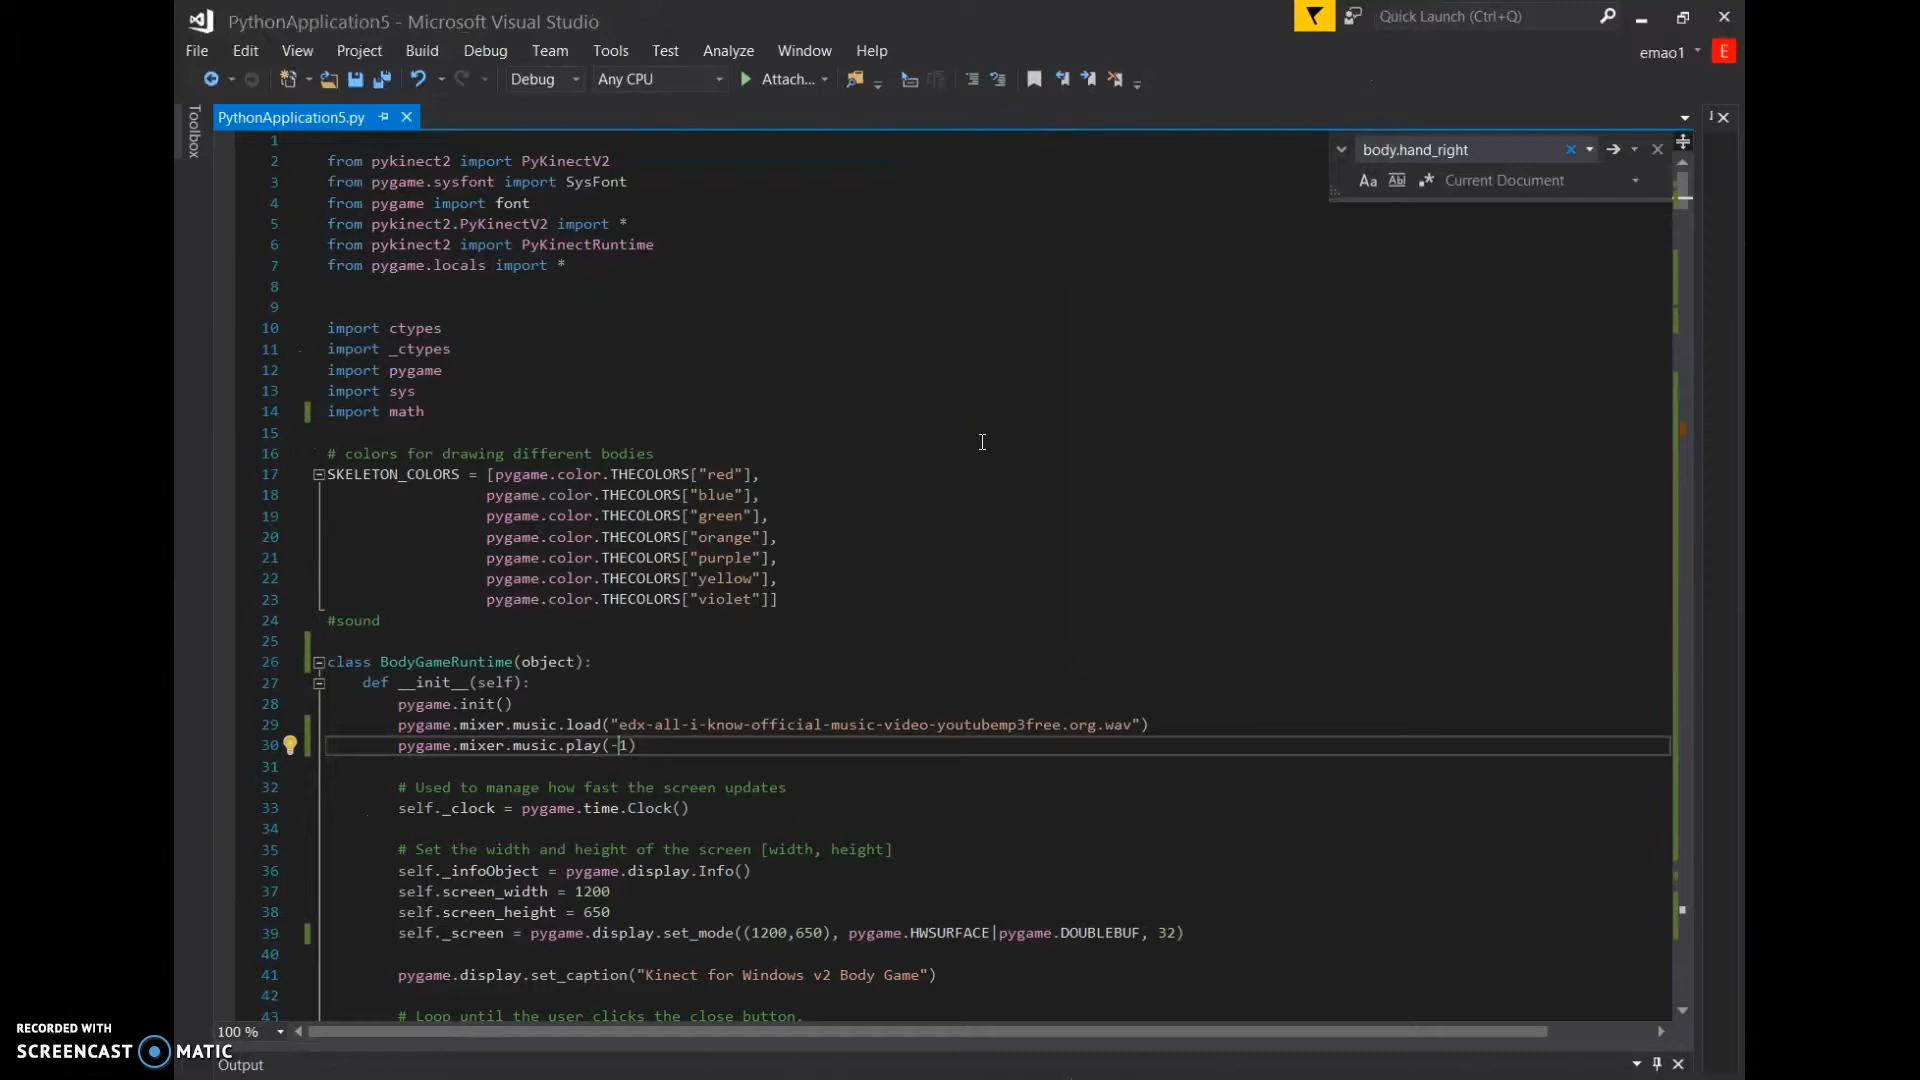 PythonApplication5 - Microsoft Visual Studio
Quick Launch (Ctrl+Q)
File Edit View Project Build Debug Team Tools Test Analyze Window Help
emao1 E
Debug Any CPU Attach...
Toolbox
PythonApplication5.py
body.hand_right
Aa Ab Current Document
1
2 from pykinect2 import PyKinectV2
3 from pygame.sysfont import SysFont
4 from pygame import font
5 from pykinect2.PyKinectV2 import *
6 from pykinect2 import PyKinectRuntime
7 from pygame.locals import *
8
9
10 import ctypes
11 import _ctypes
12 import pygame
13 import sys
14 import math
15
16 # colors for drawing different bodies
17 SKELETON_COLORS = [pygame.color.THECOLORS["red"],
18 pygame.color.THECOLORS["blue"],
19 pygame.color.THECOLORS["green"],
20 pygame.color.THECOLORS["orange"],
21 pygame.color.THECOLORS["purple"],
22 pygame.color.THECOLORS["yellow"],
23 pygame.color.THECOLORS["violet"]]
24 #sound
25
26 class BodyGameRuntime(object):
27 def __init__(self):
28 pygame.init()
29 pygame.mixer.music.load("edx-all-i-know-official-music-video-youtubemp3free.org.wav")
30 pygame.mixer.music.play(-1)
31
32 # Used to manage how fast the screen updates
33 self._clock = pygame.time.Clock()
34
35 # Set the width and height of the screen [width, height]
36 self._infoObject = pygame.display.Info()
37 self.screen_width = 1200
38 self.screen_height = 650
39 self._screen = pygame.display.set_mode((1200,650), pygame.HWSURFACE|pygame.DOUBLEBUF, 32)
40
41 pygame.display.set_caption("Kinect for Windows v2 Body Game")
42
43 # Loop until the user clicks the close button.
100 %
Output
RECORDED WITH
SCREENCAST MATIC